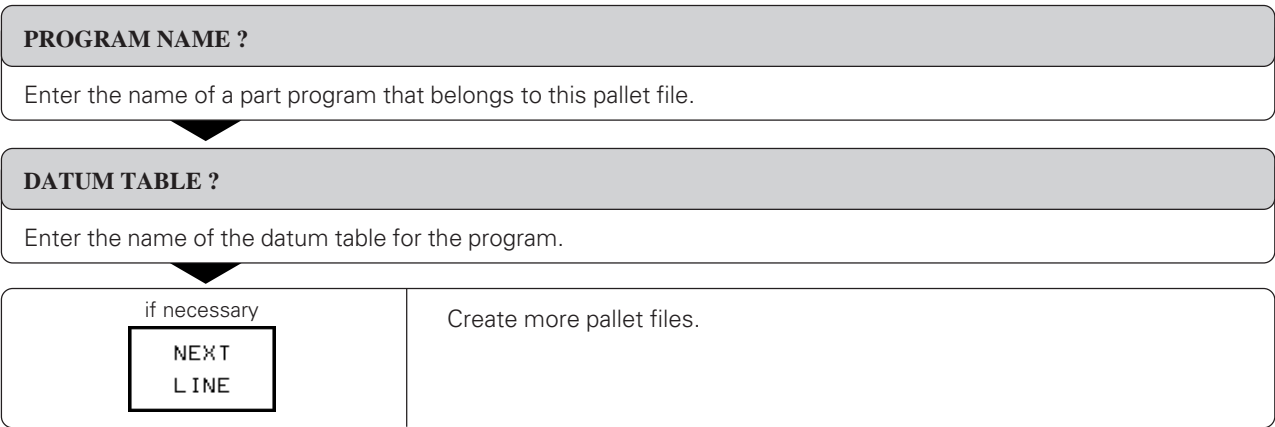 PROGRAM NAME ?
Enter the name of a part program that belongs to this pallet file.
DATUM TABLE ?
Enter the name of the datum table for the program.
if necessary
NEXT
LINE
Create more pallet files.